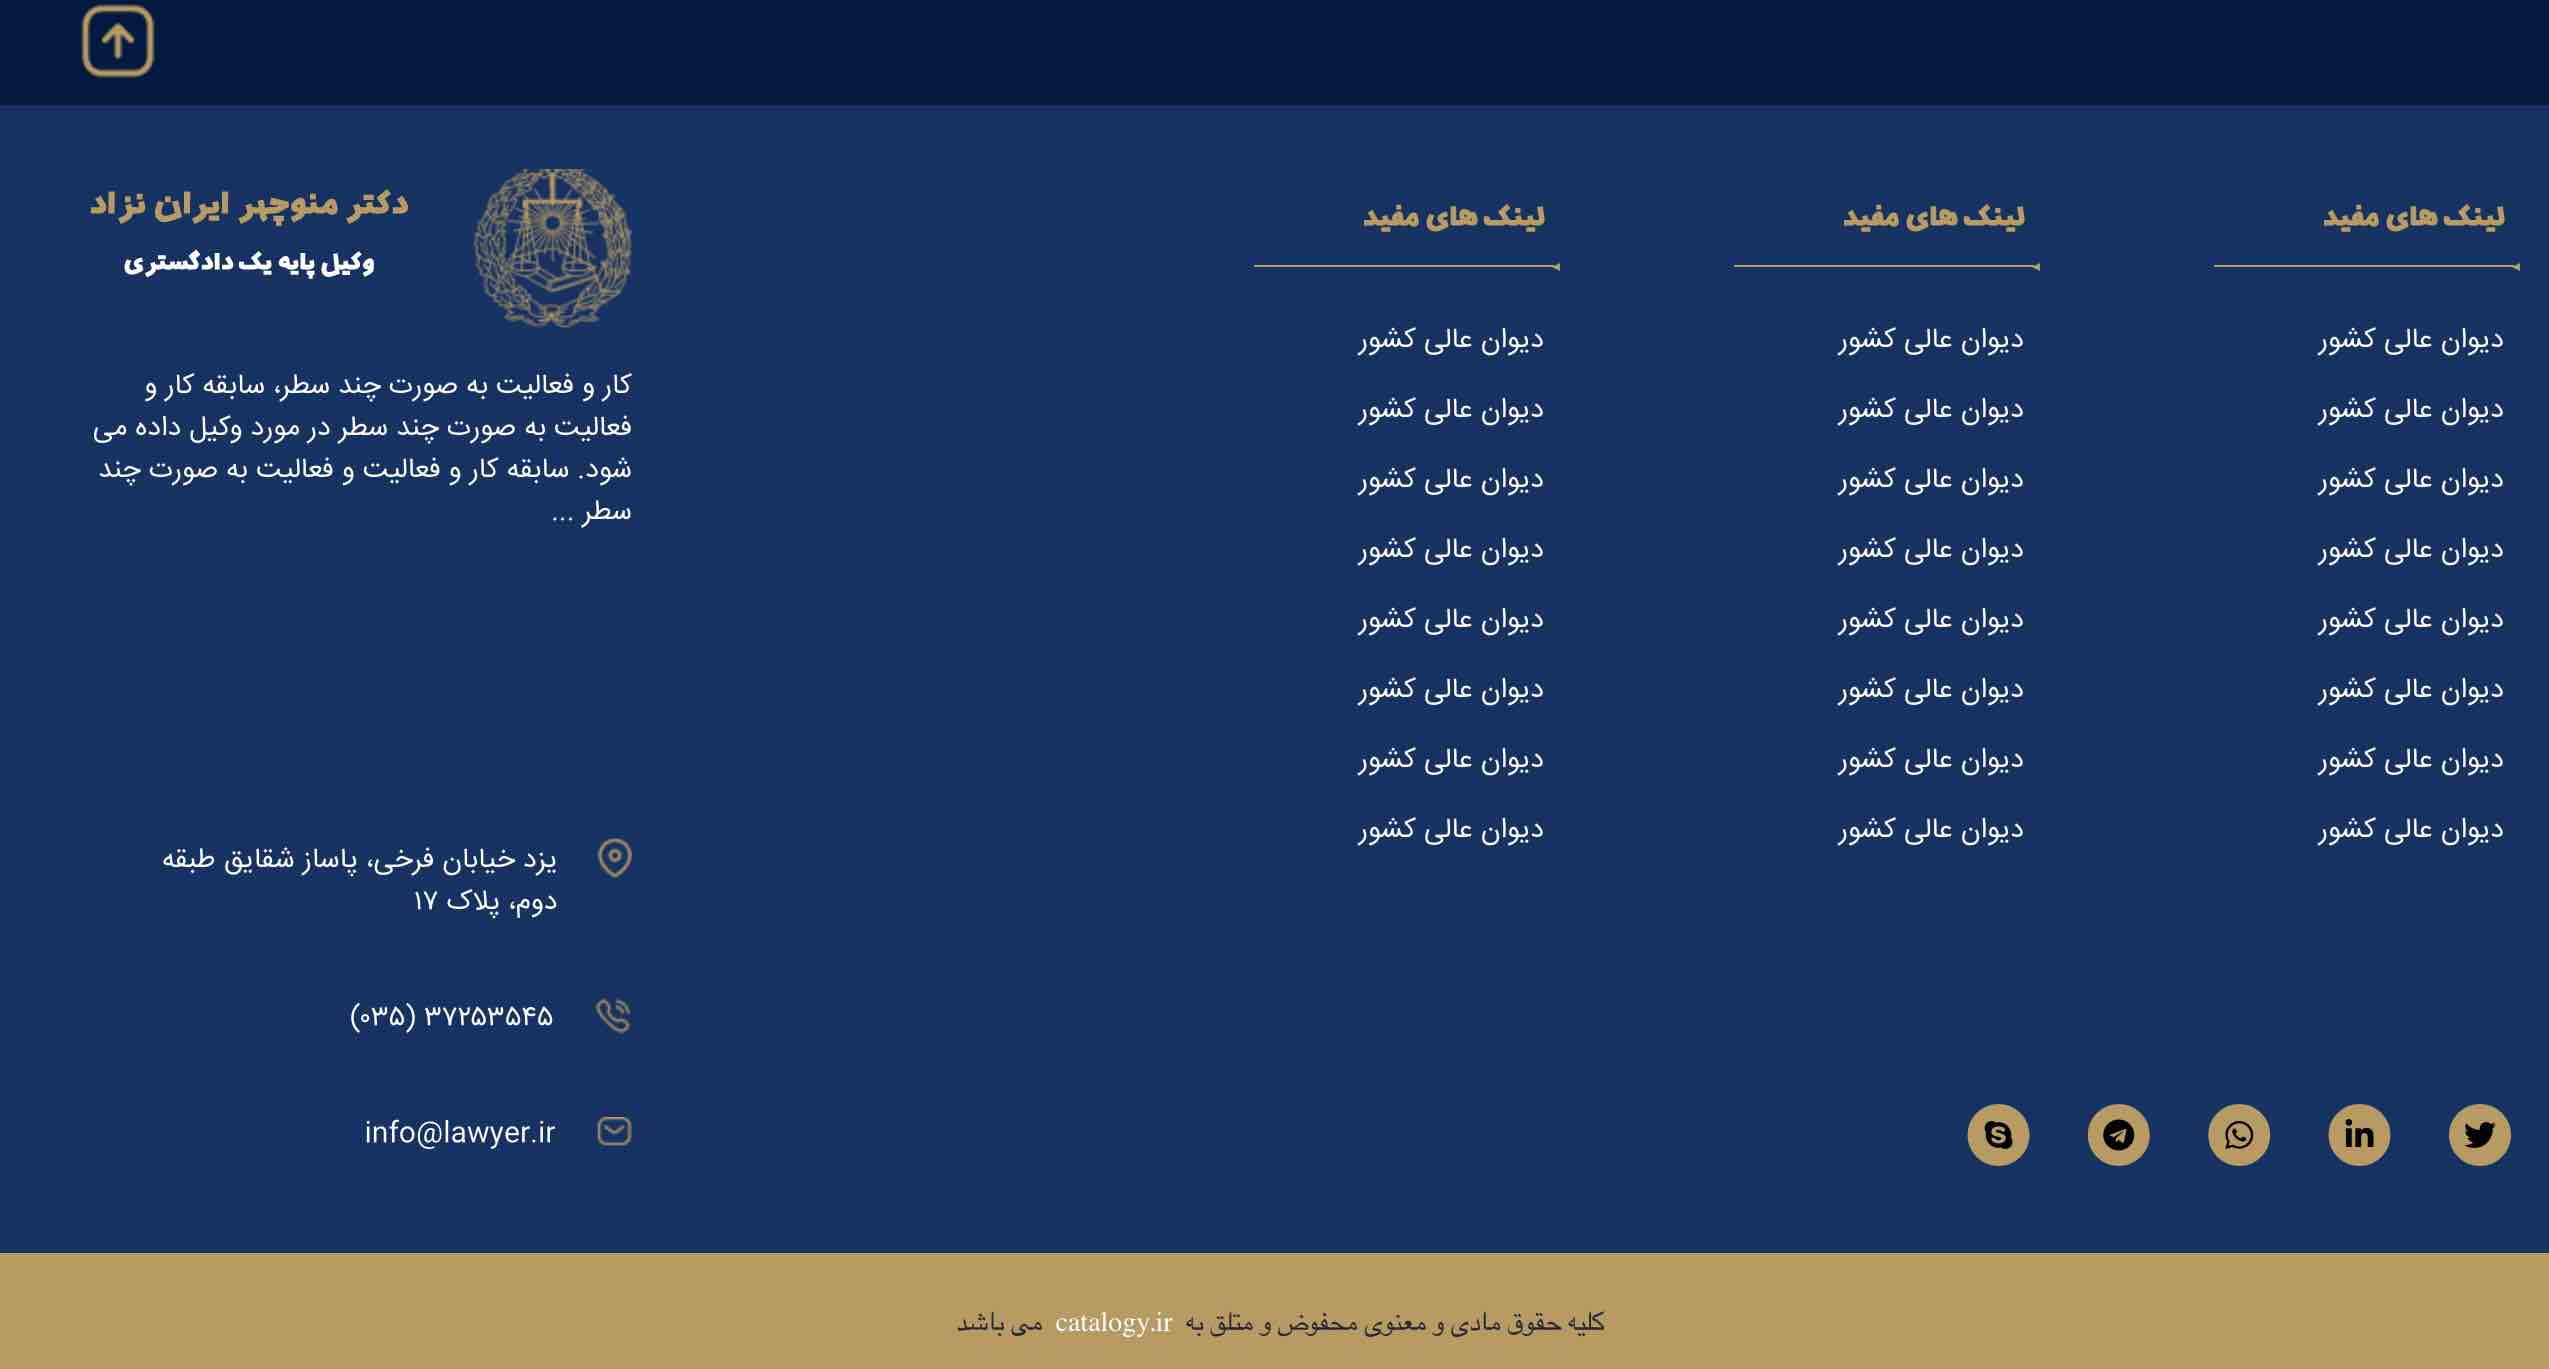 لینک های مفید
دیوان عالی کشور
دیوان عالی کشور
دیوان عالی کشور
دیوان عالی کشور
دیوان عالی کشور
دیوان عالی کشور
دیوان عالی کشور
دیوان عالی کشور
لینک های مفید
دیوان عالی کشور
دیوان عالی کشور
دیوان عالی کشور
دیوان عالی کشور
دیوان عالی کشور
دیوان عالی کشور
دیوان عالی کشور
دیوان عالی کشور
لینک های مفید
دیوان عالی کشور
دیوان عالی کشور
دیوان عالی کشور
دیوان عالی کشور
دیوان عالی کشور
دیوان عالی کشور
دیوان عالی کشور
دیوان عالی کشور
دکتر منوچهر ایران نژاد
وکیل پایه یک دادگستری
کار و فعالیت به صورت چند سطر، سابقه کار و
فعالیت به صورت چند سطر در مورد وکیل داده می
شود. سابقه کار و فعالیت و فعالیت به صورت چند
سطر ...
یزد خیابان فرخی، پاساز شقایق طبقه
دوم، پلاک ۱۷
(۰۳۵) ۳۷۲۵۳۵۴۵
info@lawyer.ir
کلیه حقوق مادی و معنوی محفوض و متلق به catalogy.ir می باشد